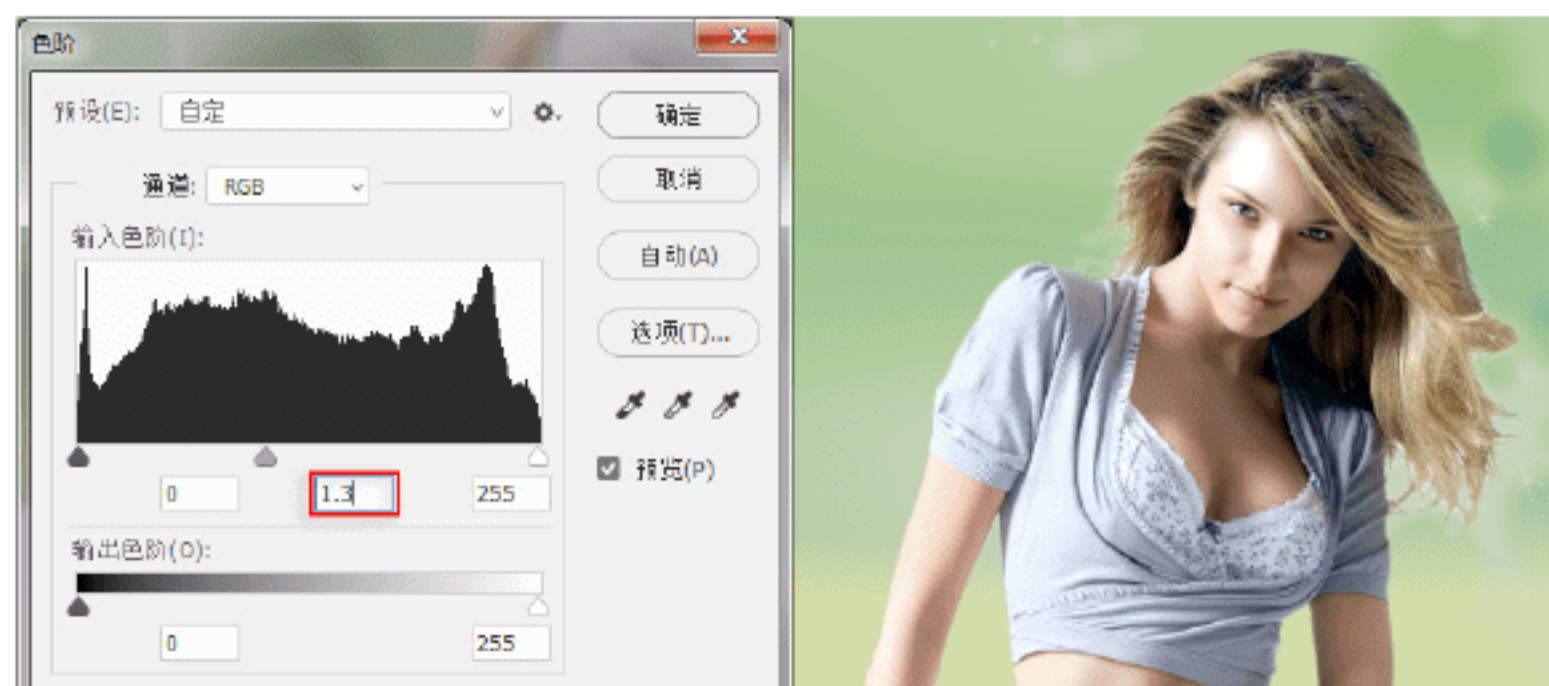 色阶
预设(E): 自定
确定
取消
通道: RGB
输入色阶(I):
自动(A)
选项(T)...
预览(P)
0 1.3 255
输出色阶(O):
0 255